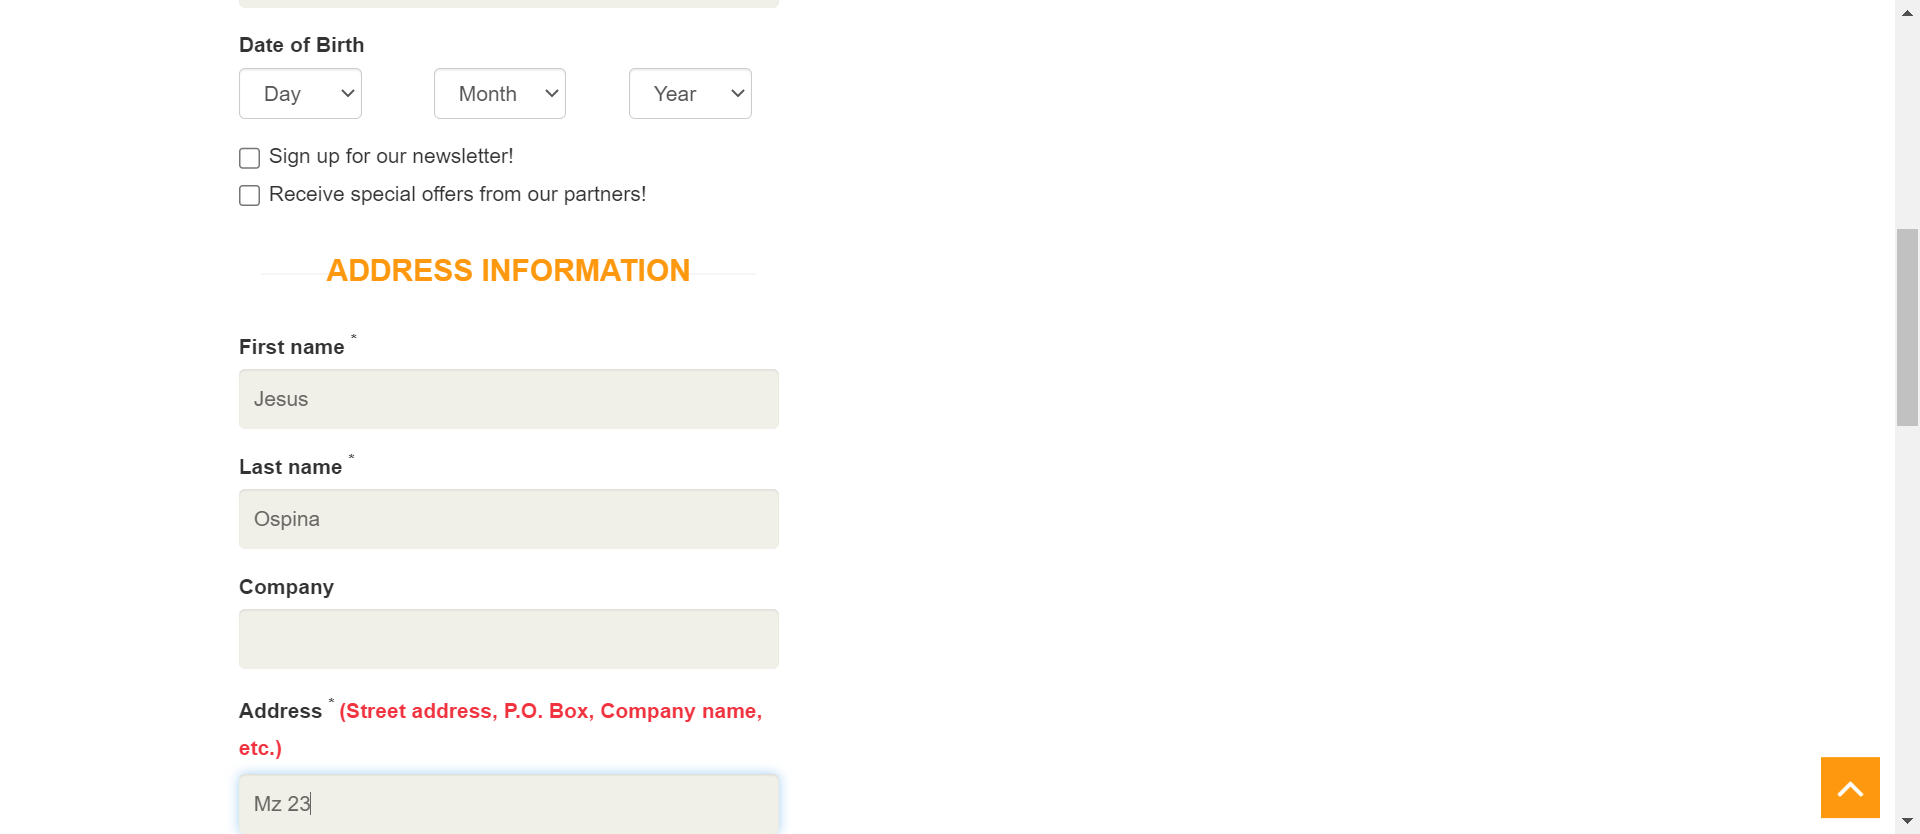 Date of Birth
Day Month Year
Sign up for our newsletter!
Receive special offers from our partners!
ADDRESS INFORMATION
First name *
Jesus
Last name *
Ospina
Company
Address * (Street address, P.O. Box, Company name,
etc.)
Mz 23